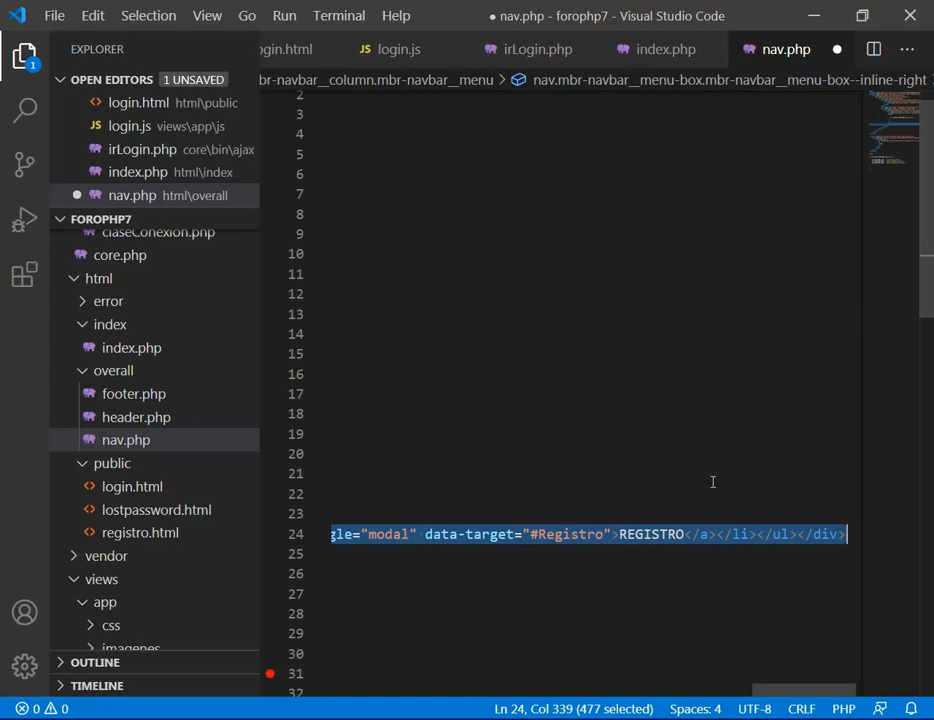 File Edit Selection View Go Run Terminal Help ● nav.php - forophp7 - Visual Studio Code
EXPLORER
ogin.html JS login.js irLogin.php index.php nav.php ● ···
OPEN EDITORS 1 UNSAVED
br-navbar__column.mbr-navbar__menu > nav.mbr-navbar__menu-box.mbr-navbar__menu-box--inline-right >
<> login.html html\public
JS login.js views\app\js
irLogin.php core\bin\ajax
index.php html\index
● nav.php html\overall
FOROPHP7
claseConexion.php
core.php
html
error
index
index.php
overall
footer.php
header.php
nav.php
public
<> login.html
<> lostpassword.html
<> registro.html
vendor
views
app
css
imagenes
OUTLINE
TIMELINE
1
2
3
4
5
6
7
8
9
10
11
12
13
14
15
16
17
18
19
20
21
22
23
24 gle="modal" data-target="#Registro">REGISTRO</a></li></ul></div>
25
26
27
28
29
30
31
32
0 0 Ln 24, Col 339 (477 selected) Spaces: 4 UTF-8 CRLF PHP